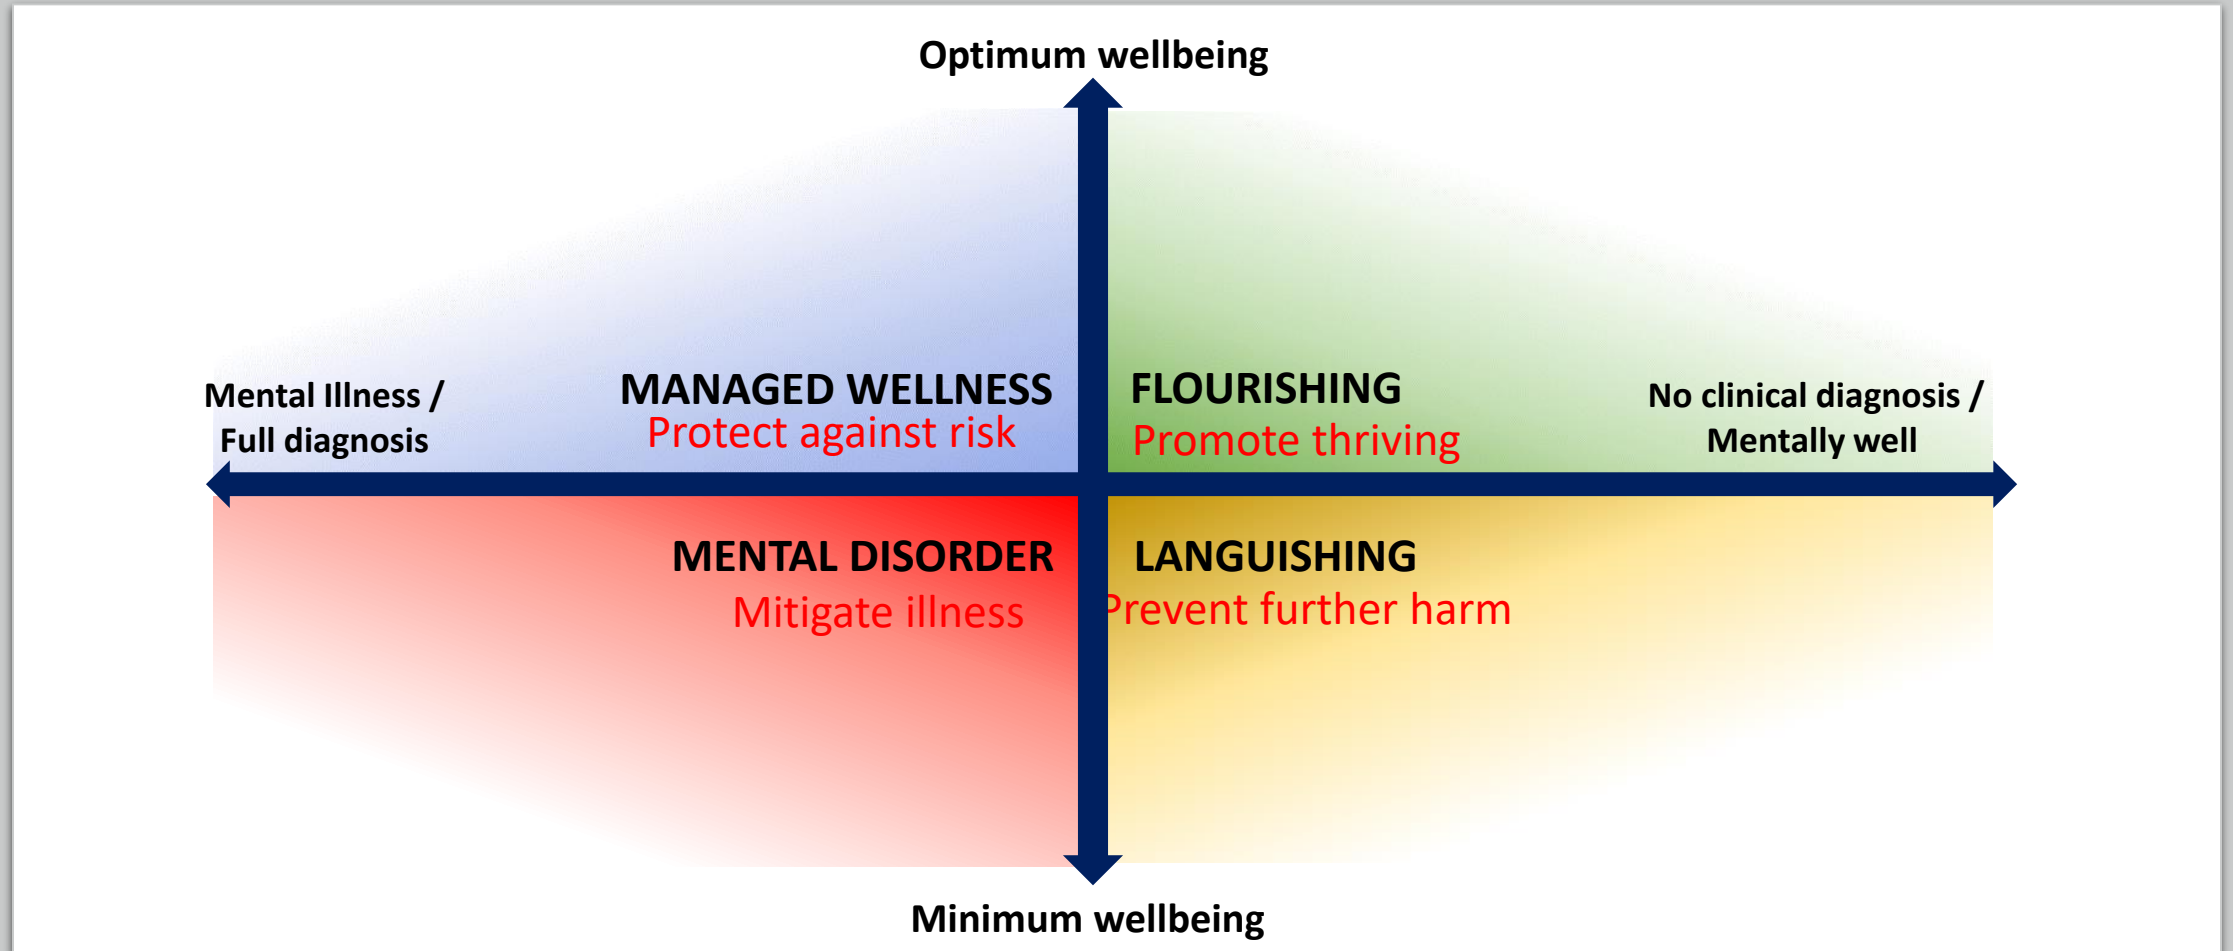 Optimum wellbeing
Mental Illness /
Full diagnosis
MANAGED WELLNESS
Protect against risk
FLOURISHING
Promote thriving
No clinical diagnosis /
Mentally well
MENTAL DISORDER
Mitigate illness
LANGUISHING
Prevent further harm
Minimum wellbeing